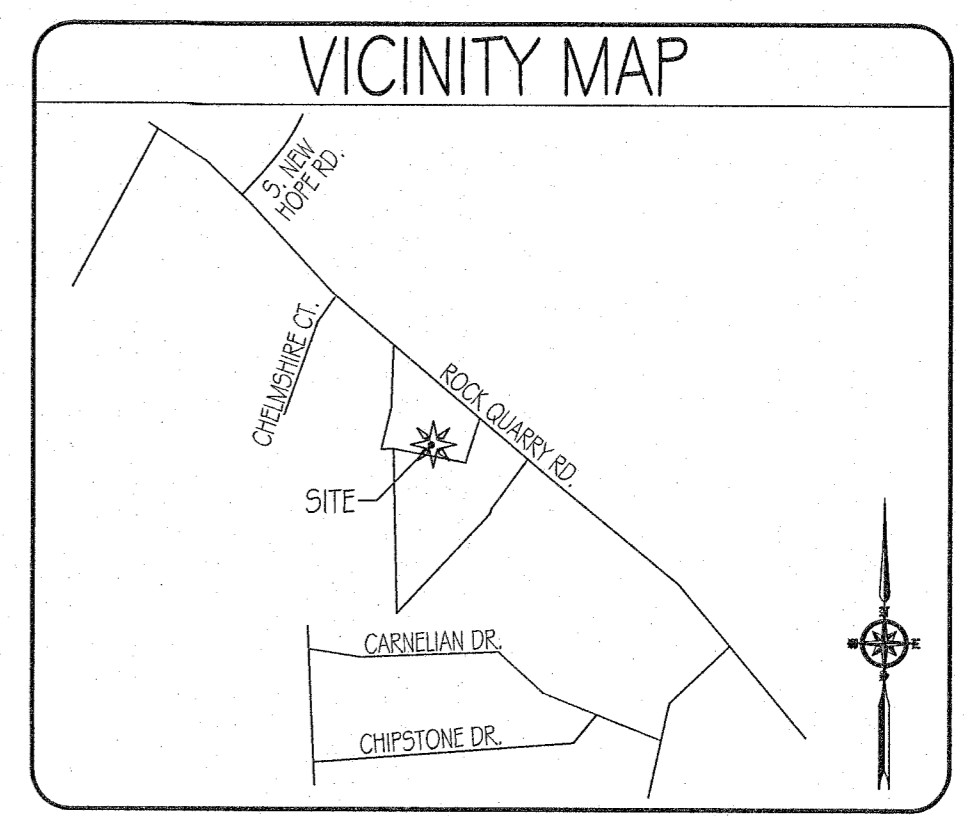 VICINITY MAP
S. NEW
HOPE RD.
CHELMSHIRE CT.
ROCK QUARRY RD.
SITE
N
E
CARNELIAN DR.
CHIPSTONE DR.